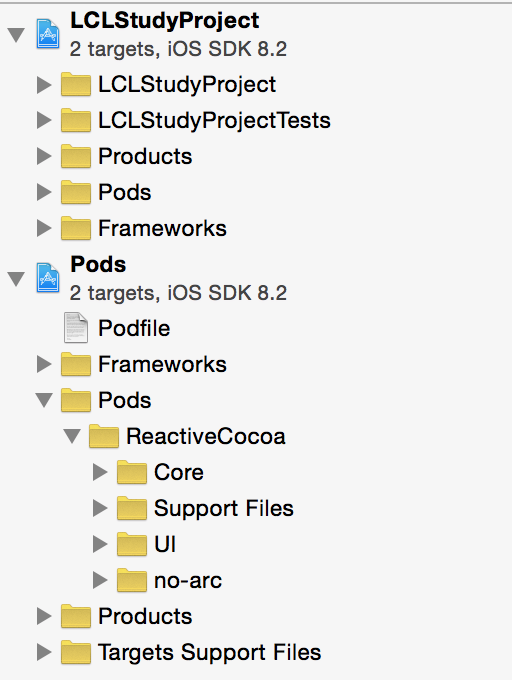 LCLStudyProject
2 targets, iOS SDK 8.2
LCLStudyProject
LCLStudyProjectTests
Products
Pods
Frameworks
Pods
2 targets, iOS SDK 8.2
Podfile
Frameworks
Pods
ReactiveCocoa
Core
Support Files
UI
no-arc
Products
Targets Support Files